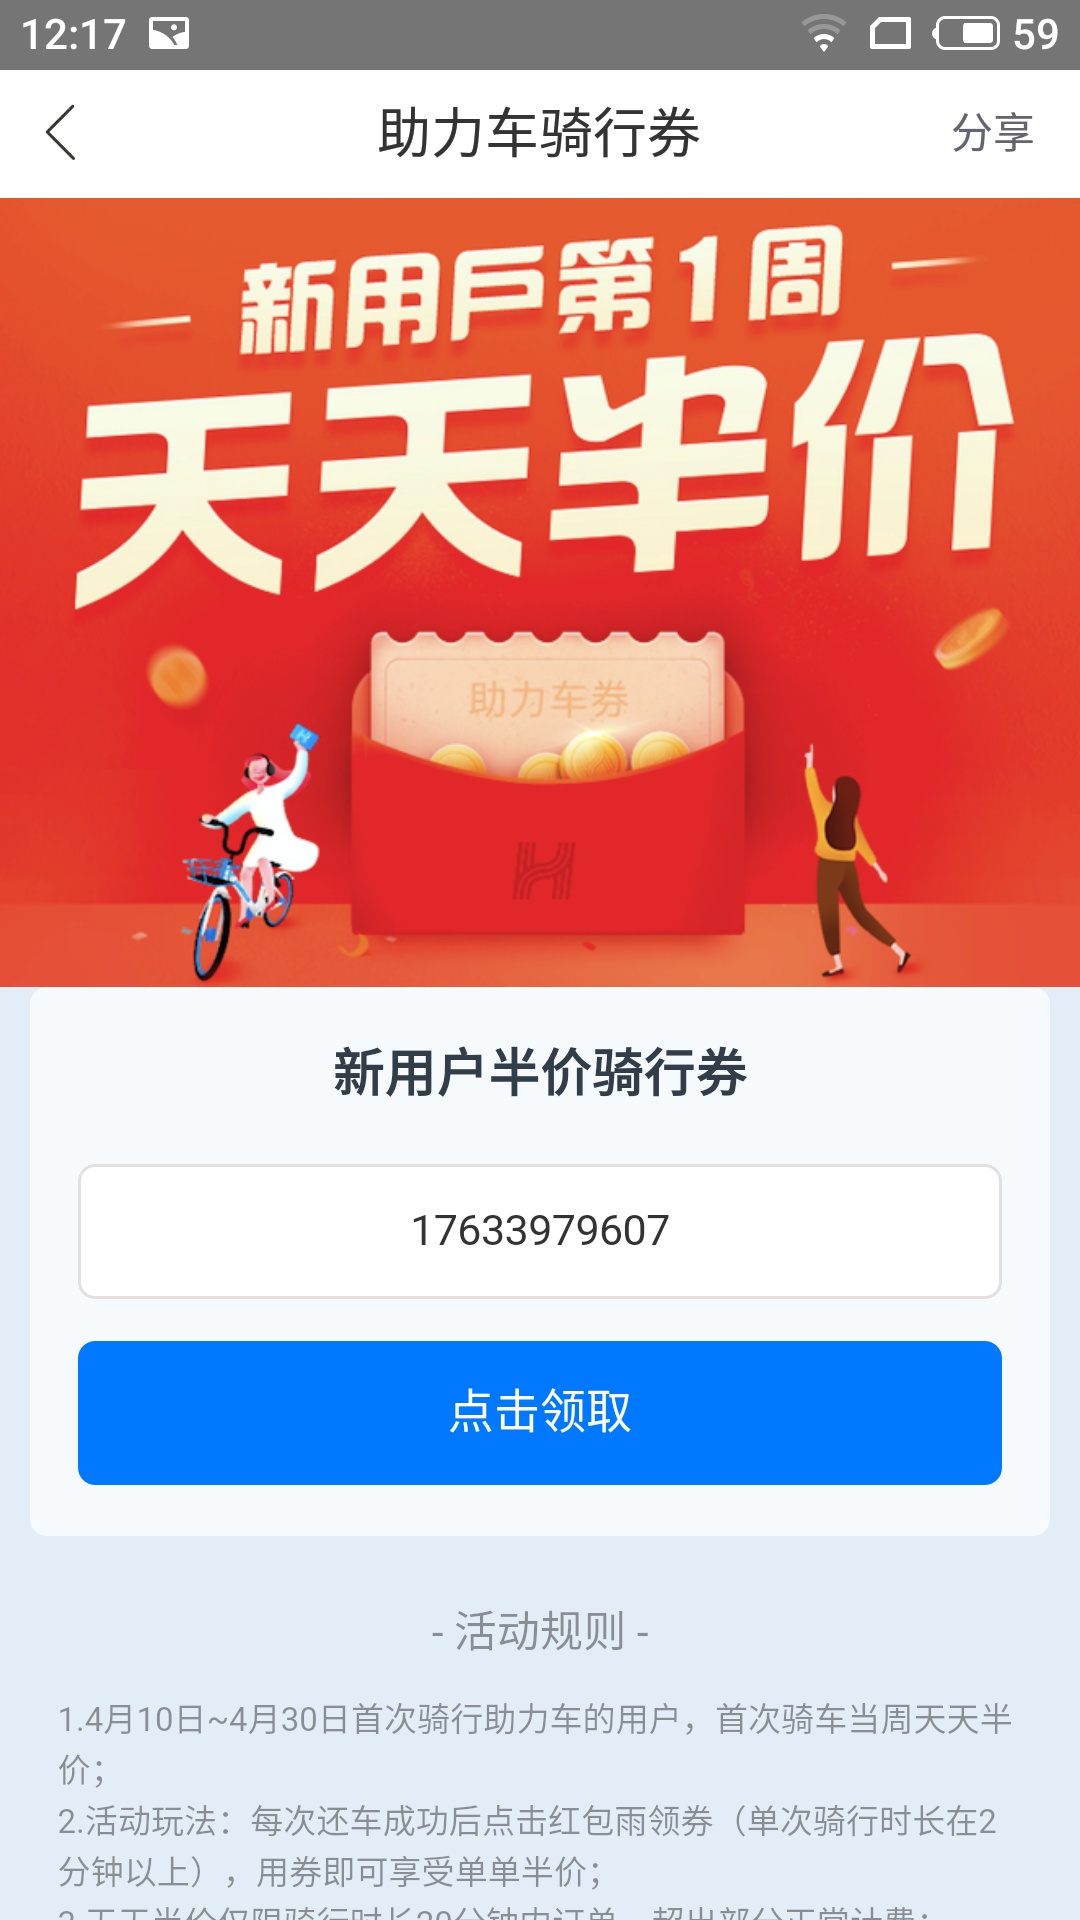 12:17
59
助力车骑行券
分享
新用戶第1周
天天半价
助力车券
新用户半价骑行券
17633979607
点击领取
- 活动规则 -
1.4月10日~4月30日首次骑行助力车的用户，首次骑车当周天天半
价；
2.活动玩法：每次还车成功后点击红包雨领券（单次骑行时长在2
分钟以上），用券即可享受单单半价；